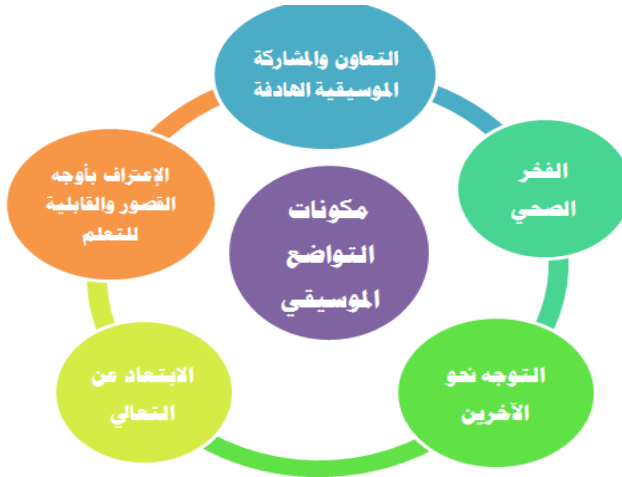 التعاون والمشاركة
الموسيقية الهادفة
الفخر
الصحي
التوجه نحو
الآخرين
الابتعاد عن
التعالي
الإعتراف بأوجه
القصور والقابلية
للتعلم
مكونات
التواضع
الموسيقي